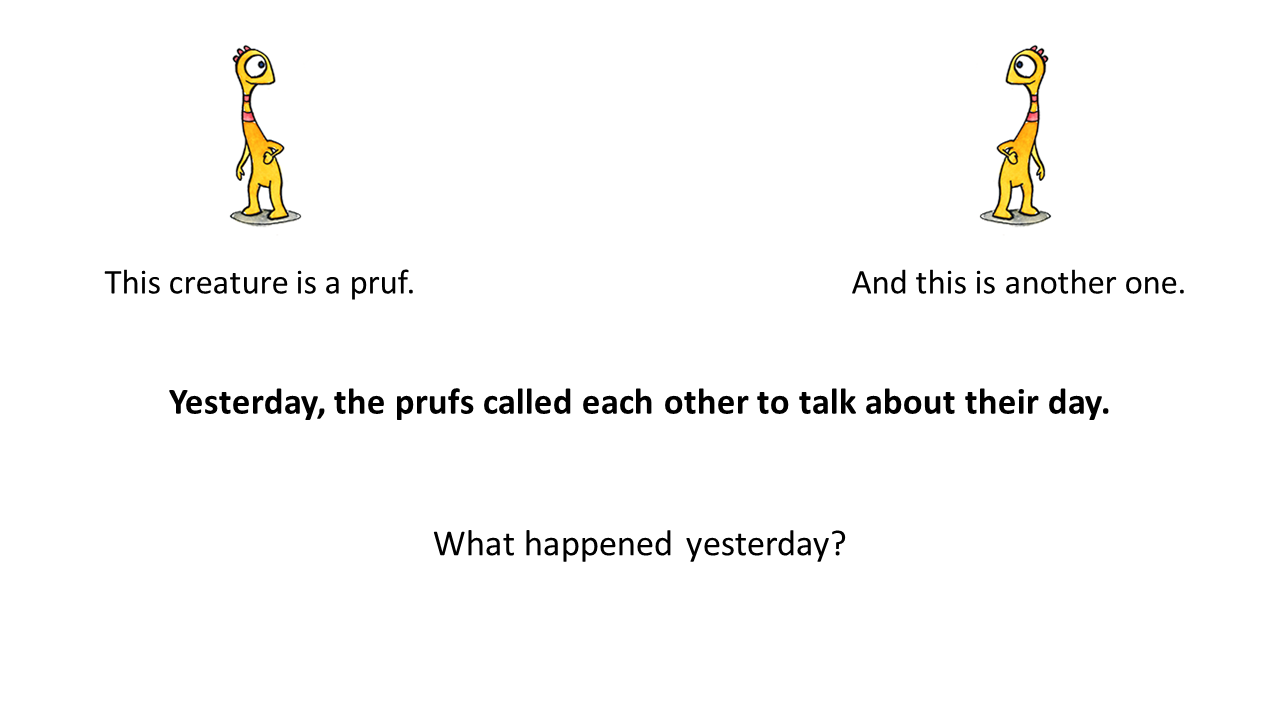 This creature is a pruf.
And this is another one.
Yesterday, the prufs called each other to talk about their day.
What happened yesterday?